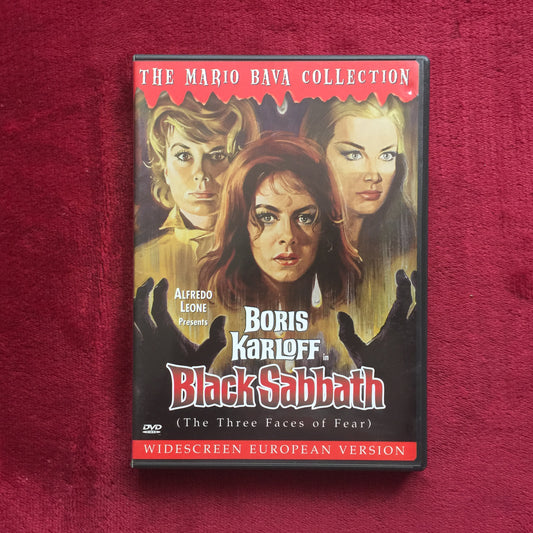 THE MARIO BAVA COLLECTION
ALFREDO
LEONE
Presents
BORIS
KARLOFF
in
Black Sabbath
(The Three Faces of Fear)
DVD
WIDESCREEN EUROPEAN VERSION